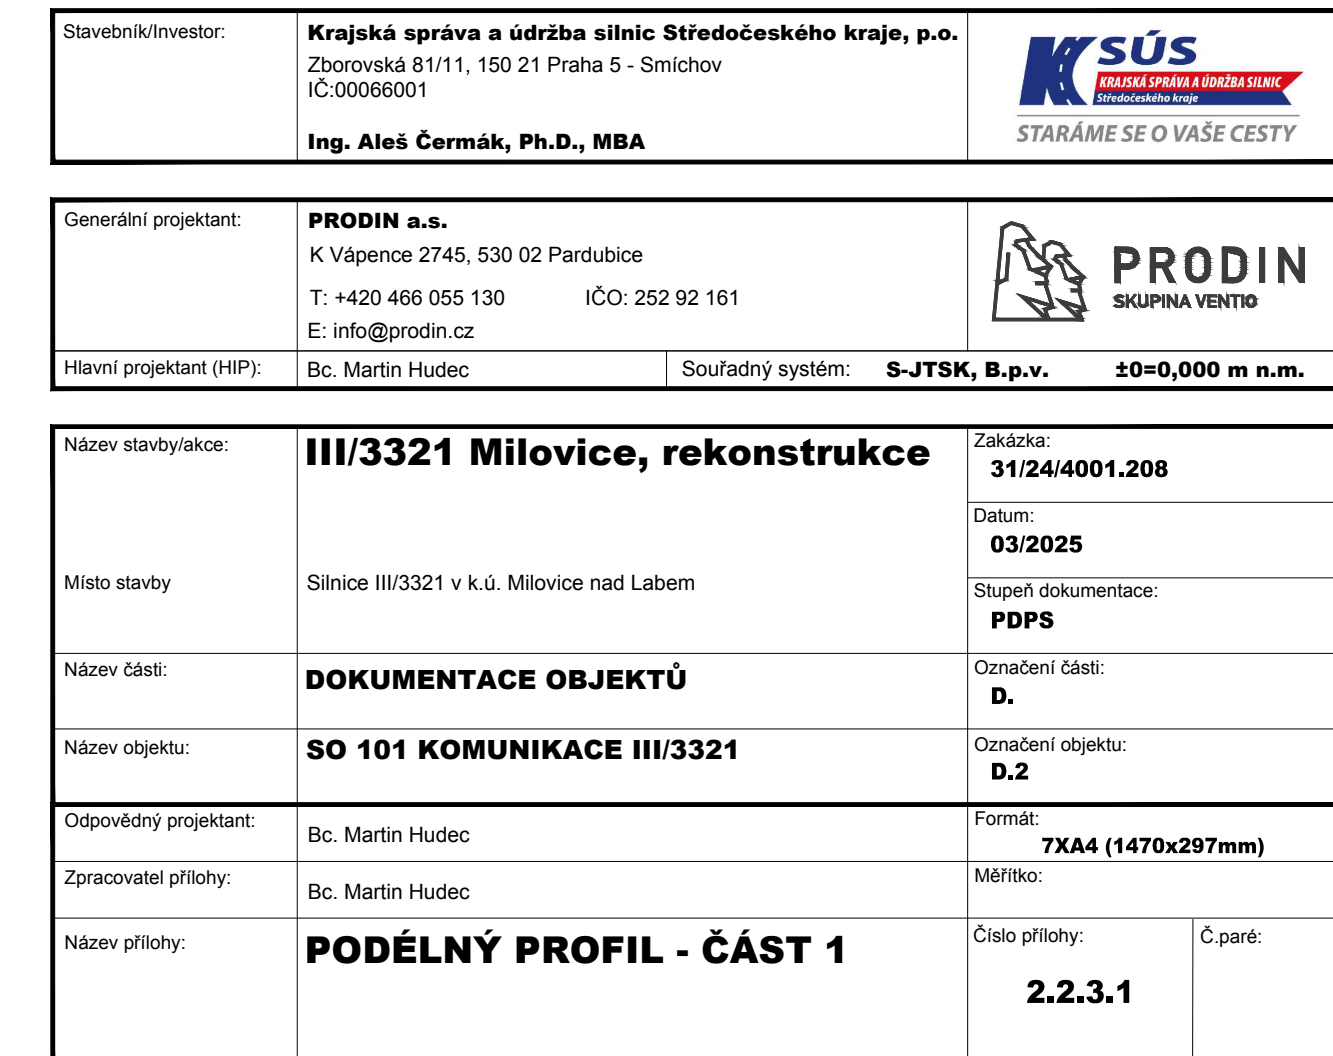 Stavebník/Investor:
Krajská správa a údržba silnic Středočeského kraje, p.o.
Zborovská 81/11, 150 21 Praha 5 - Smíchov
IČ:00066001
Ing. Aleš Čermák, Ph.D., MBA
KSÚS
KRAJSKÁ SPRÁVA A ÚDRŽBA SILNIC
Středočeského kraje
STARÁME SE O VAŠE CESTY
Generální projektant:
PRODIN a.s.
K Vápence 2745, 530 02 Pardubice
T: +420 466 055 130 IČO: 252 92 161
E: info@prodin.cz
PRODIN
SKUPINA VENTIO
Hlavní projektant (HIP): Bc. Martin Hudec Souřadný systém: S-JTSK, B.p.v. ±0=0,000 m n.m.
Název stavby/akce: III/3321 Milovice, rekonstrukce
Zakázka:
31/24/4001.208
Datum:
03/2025
Místo stavby Silnice III/3321 v k.ú. Milovice nad Labem
Stupeň dokumentace:
PDPS
Název části: DOKUMENTACE OBJEKTŮ
Označení části:
D.
Název objektu: SO 101 KOMUNIKACE III/3321
Označení objektu:
D.2
Odpovědný projektant: Bc. Martin Hudec
Formát:
7XA4 (1470x297mm)
Zpracovatel přílohy: Bc. Martin Hudec
Měřítko:
Název přílohy: PODÉLNÝ PROFIL - ČÁST 1
Číslo přílohy: Č.paré:
2.2.3.1